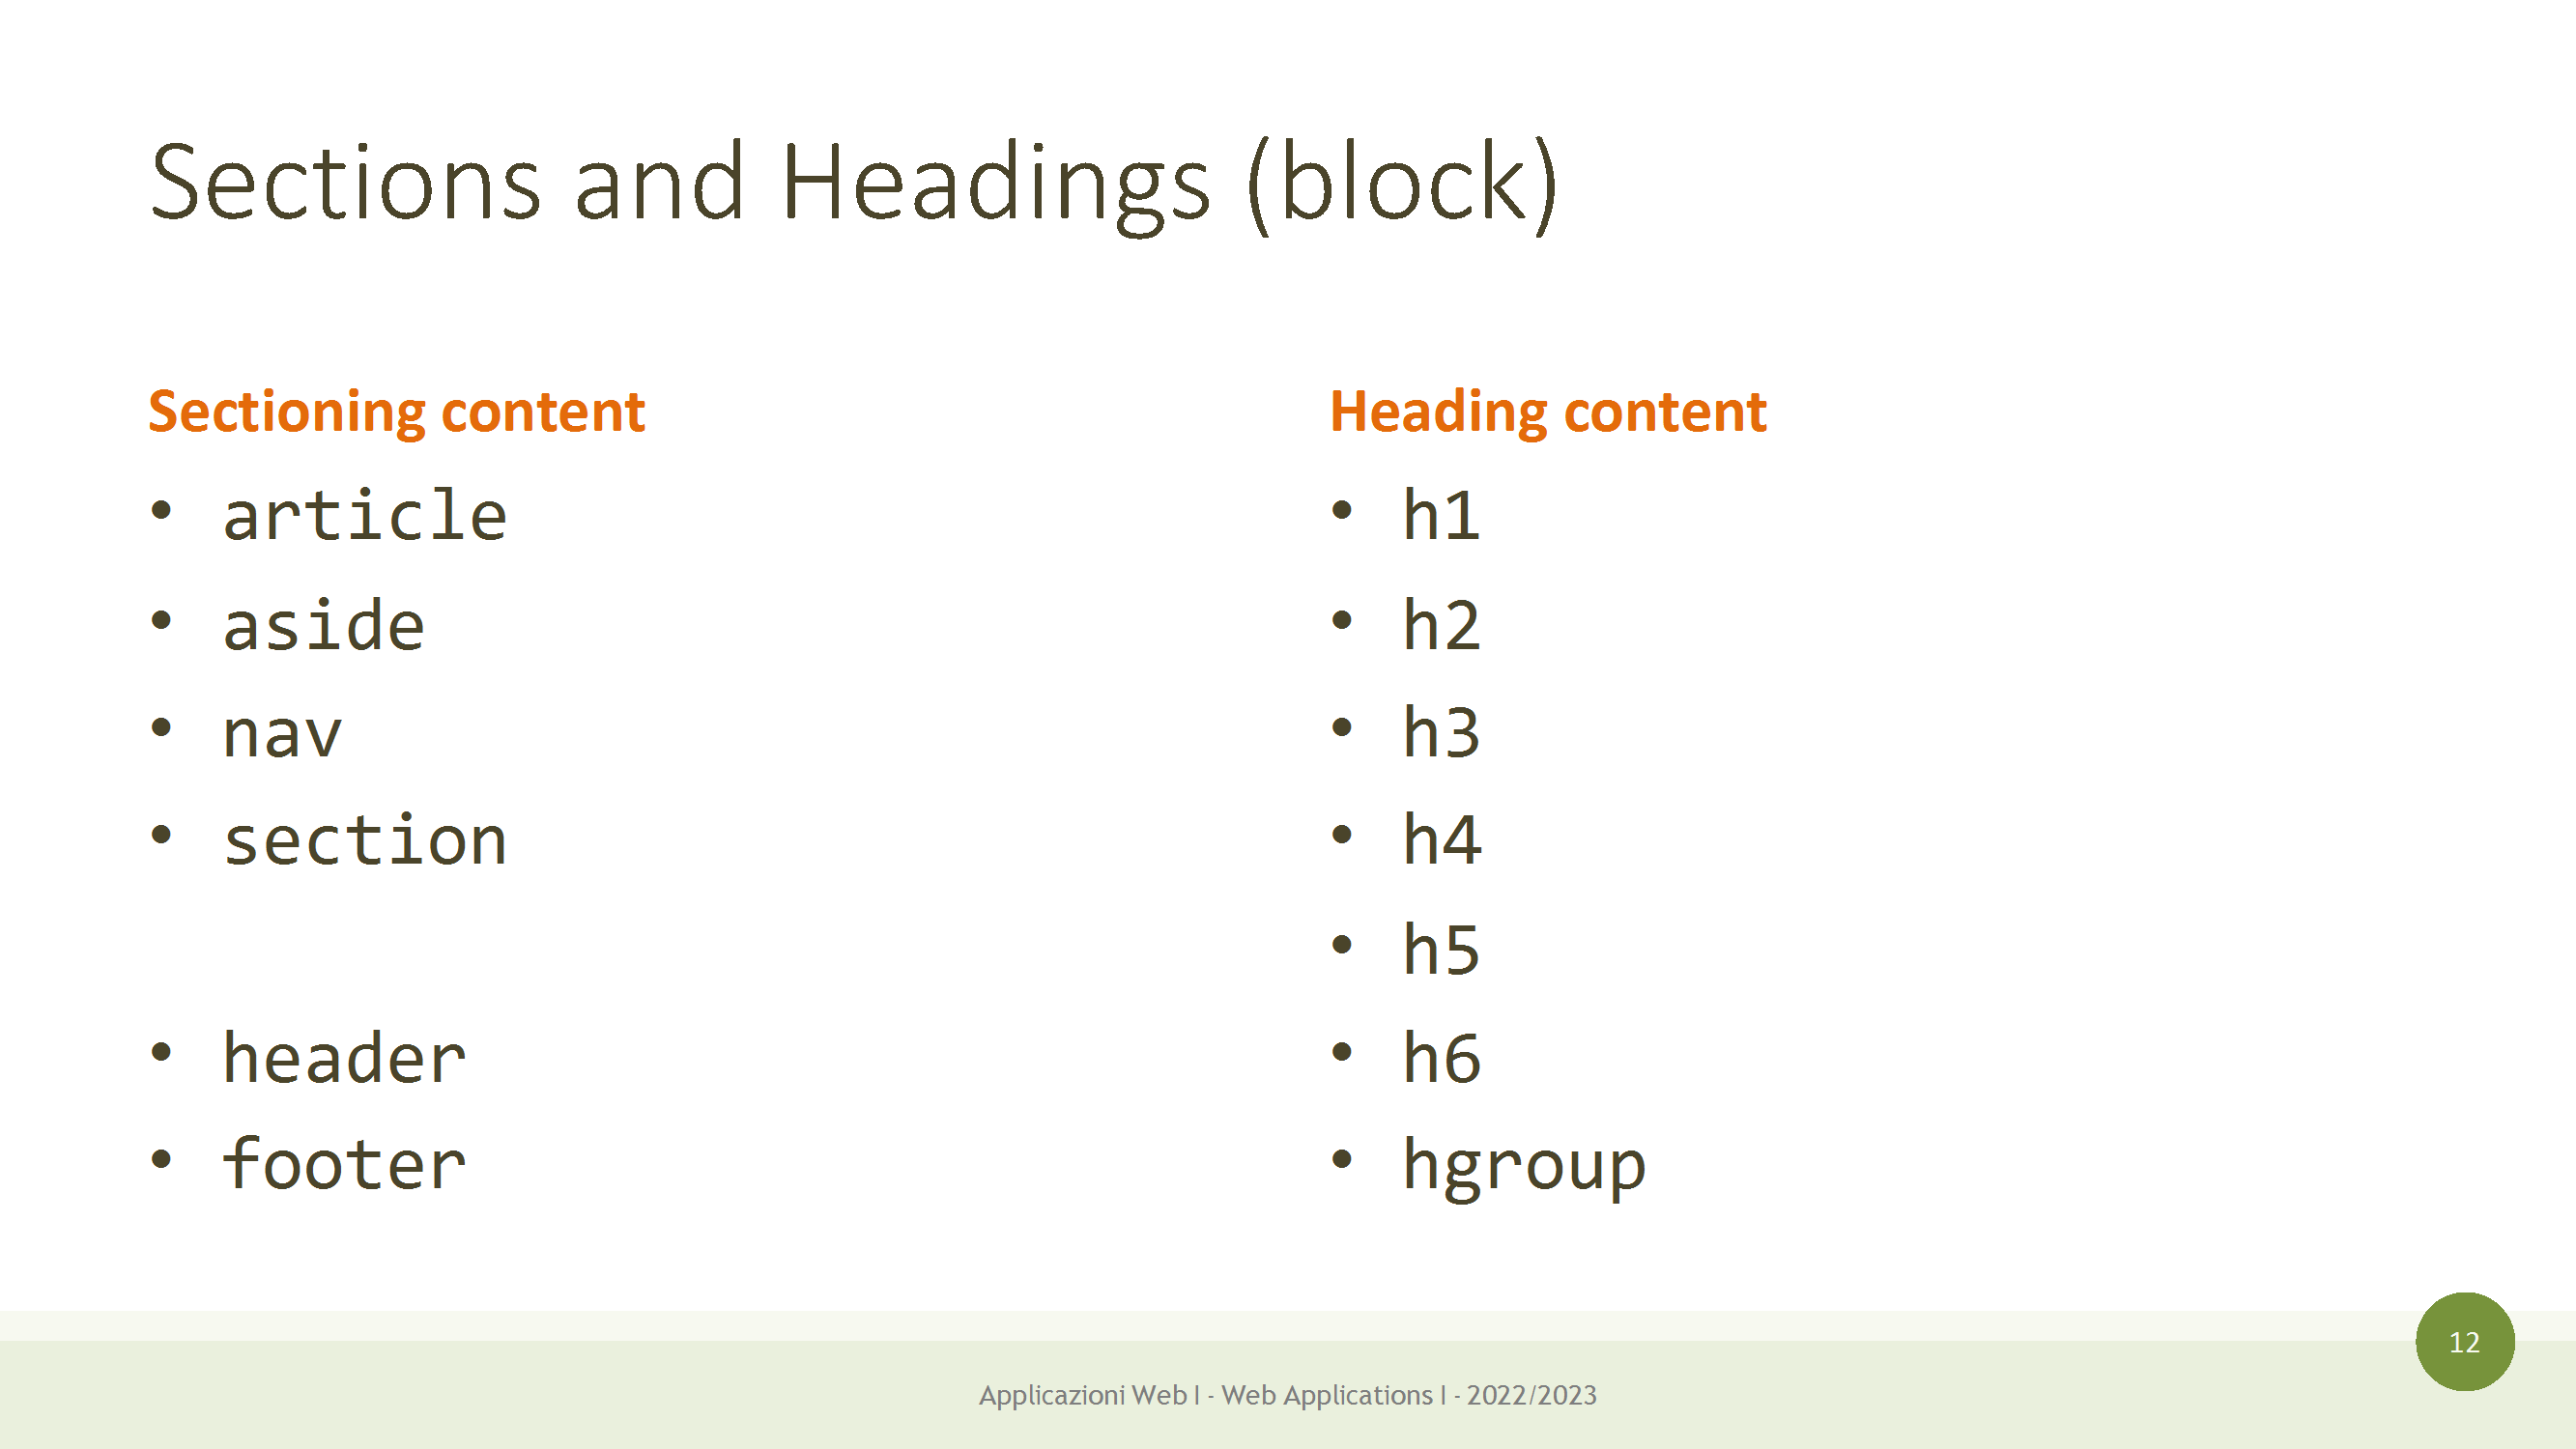 Sections and Headings (block)
Sectioning content
• article
• aside
• nav
• section
• header
• footer
Heading content
• h1
• h2
• h3
• h4
• h5
• h6
• hgroup
12
Applicazioni Web I - Web Applications I - 2022/2023